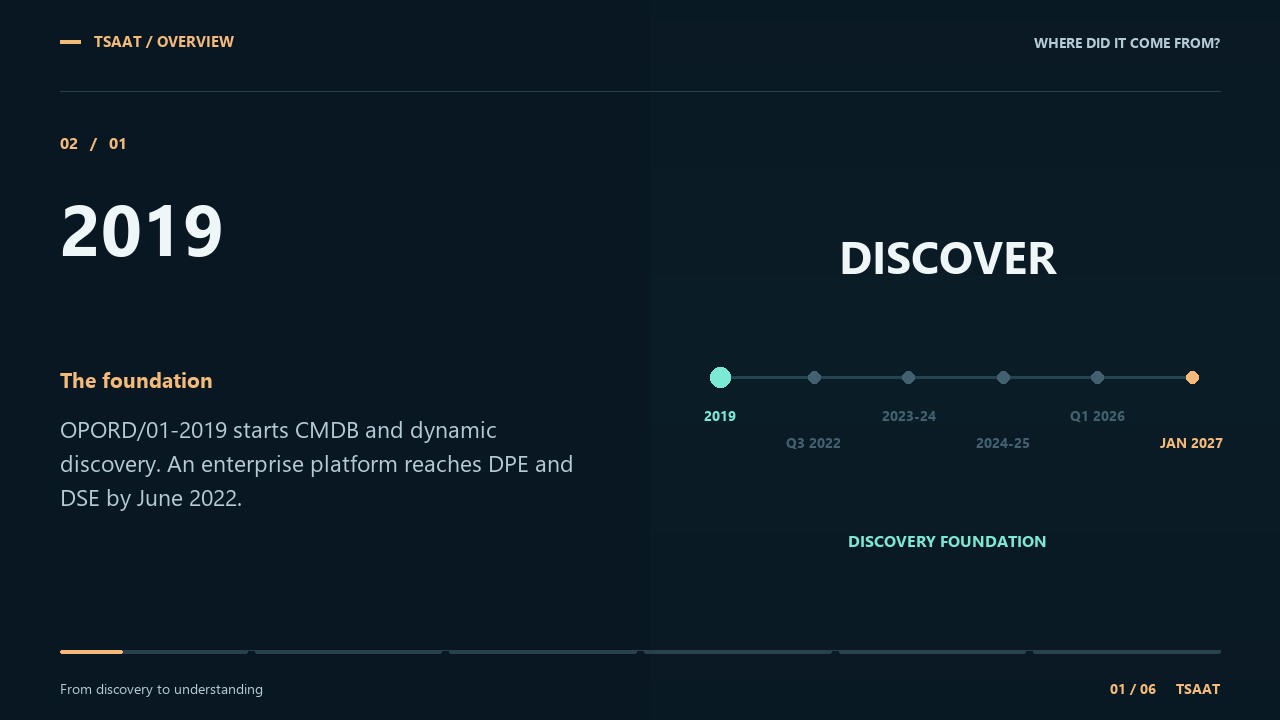 TSAAT / OVERVIEW
WHERE DID IT COME FROM?
02 / 01
2019
The foundation
OPORD/01-2019 starts CMDB and dynamic
discovery. An enterprise platform reaches DPE and
DSE by June 2022.
DISCOVER
2019
Q3 2022
2023-24
2024-25
Q1 2026
JAN 2027
DISCOVERY FOUNDATION
From discovery to understanding
01 / 06 TSAAT